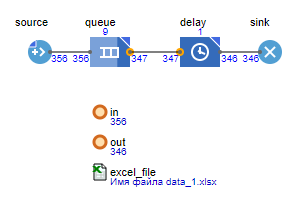 source queue delay sink
9 1
356 356 347 347 346 346
in
356
out
346
excel_file
Имя файла data_1.xlsx